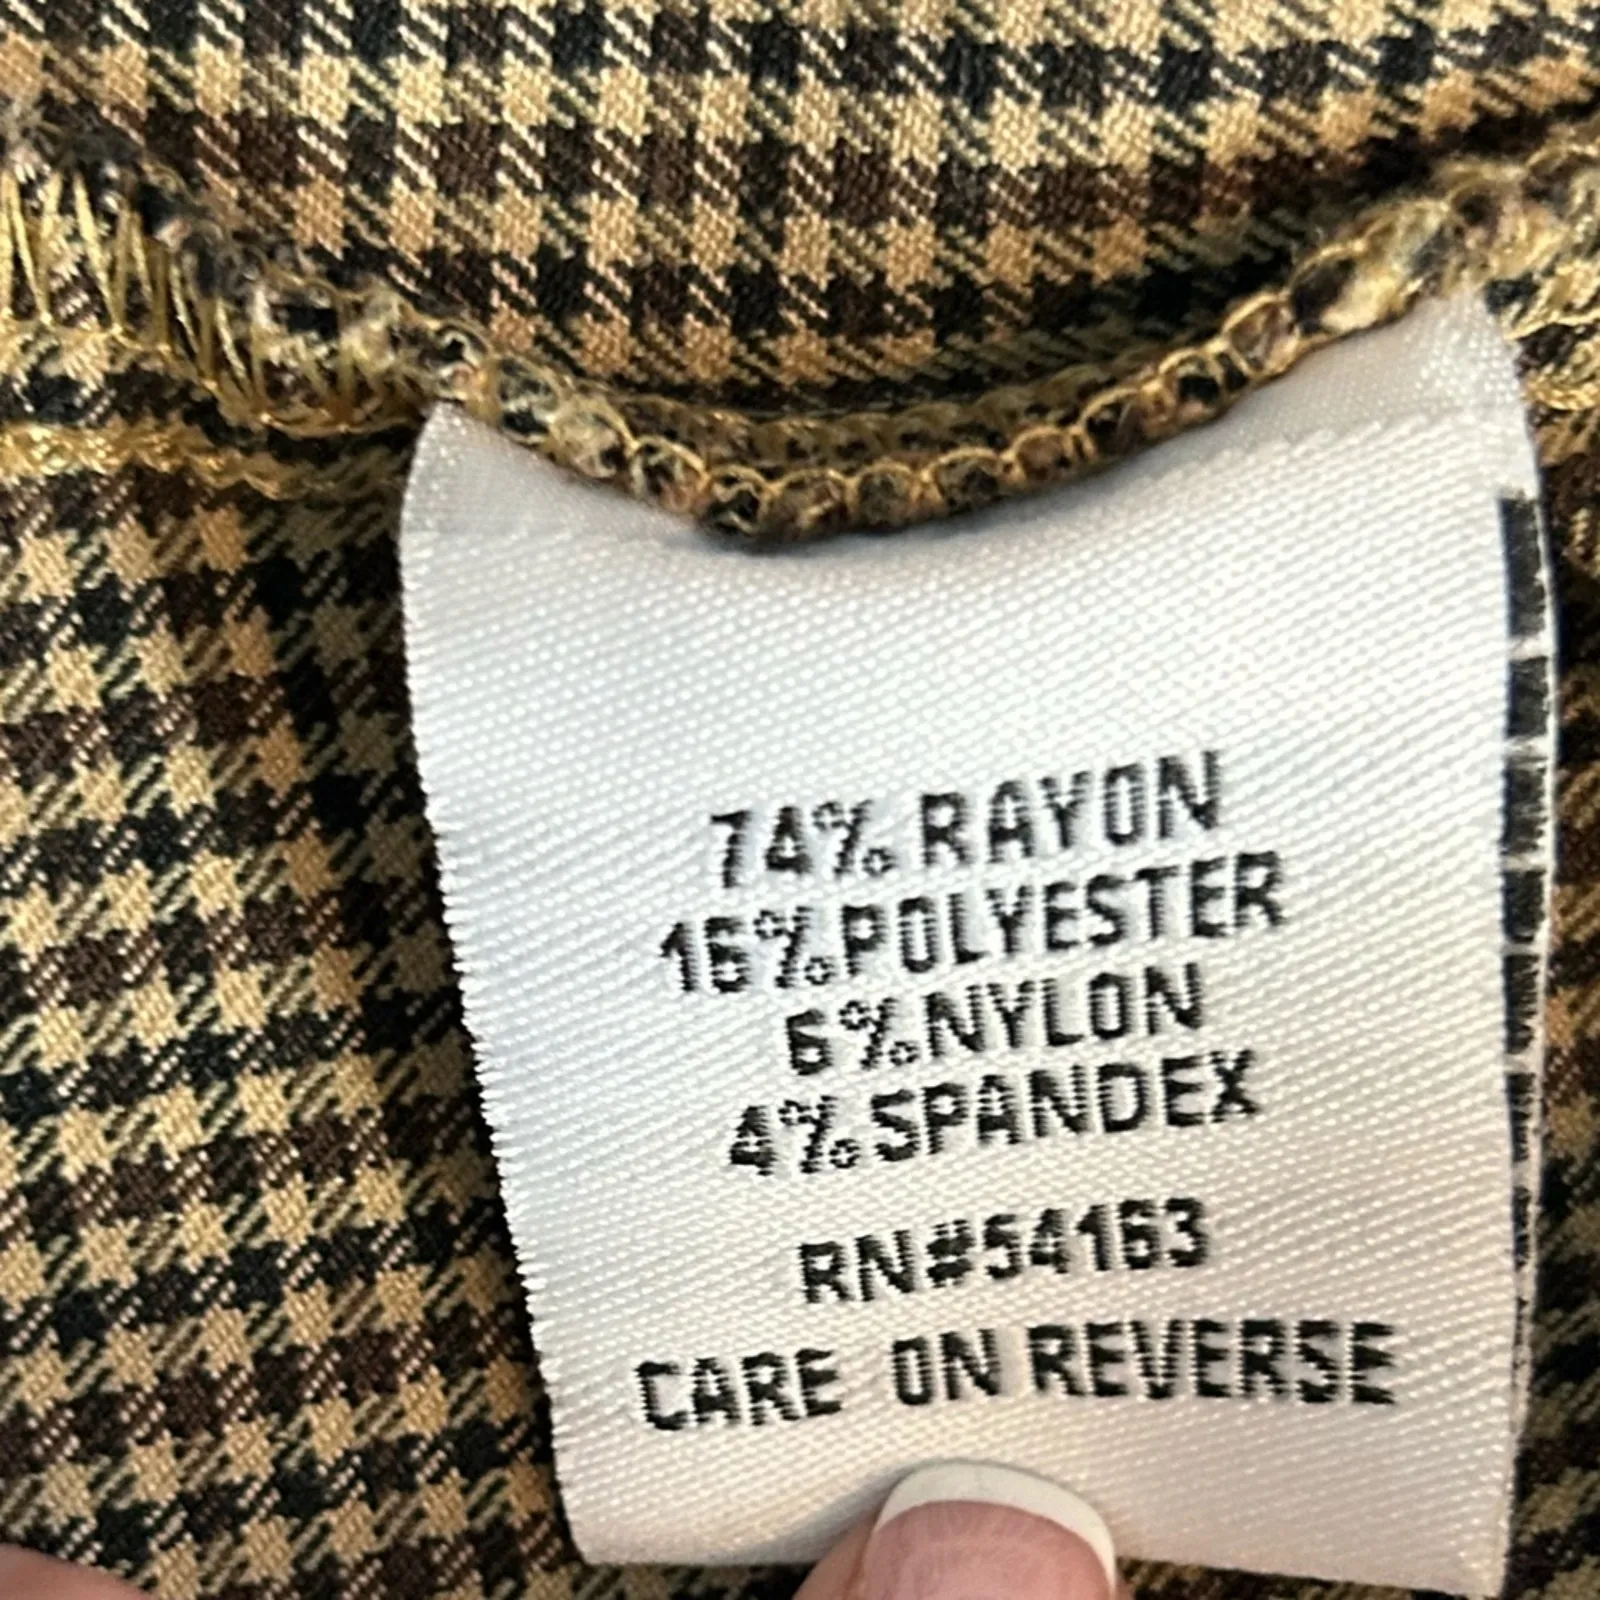 74% RAYON
16% POLYESTER
6% NYLON
4% SPANDEX
RN#54163
CARE ON REVERSE